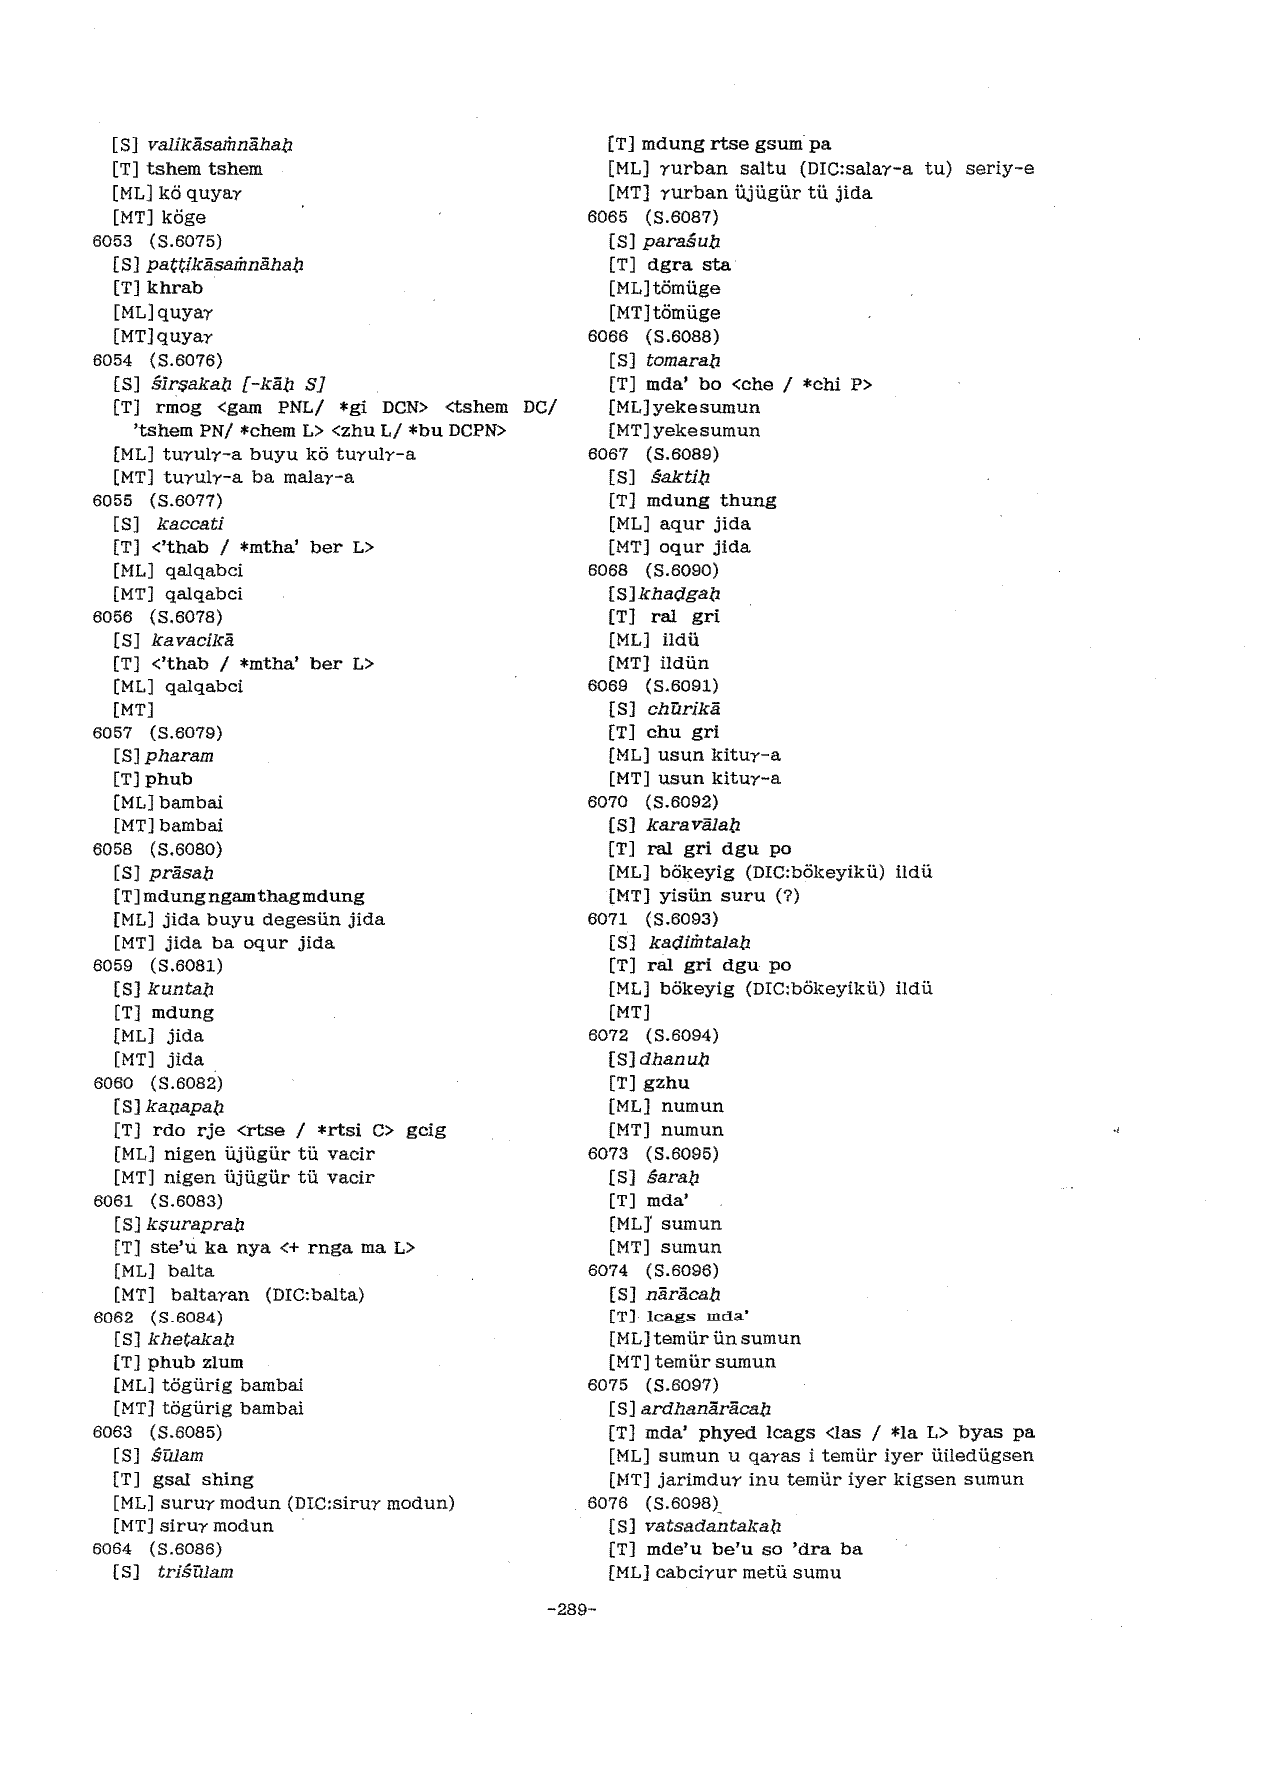 [S] valikāsaṁnāhaḥ
[T] tshem tshem
[ML] kö quyaγ
[MT] köge
6053 (S.6075)
[S] paṭṭikāsaṁnāhaḥ
[T] khrab
[ML] quyaγ
[MT] quyaγ
6054 (S.6076)
[S] śīrṣakaḥ [-kāḥ S]
[T] rmog <gam PNL/ *gi DCN> <tshem DC/
'tshem PN/ *chem L> <zhu L/ *bu DCPN>
[ML] tuγulγ-a buyu kö tuγulγ-a
[MT] tuγulγ-a ba malaγ-a
6055 (S.6077)
[S] kaccati
[T] <'thab / *mtha' ber L>
[ML] qalqabci
[MT] qalqabci
6056 (S.6078)
[S] kavacikā
[T] <'thab / *mtha' ber L>
[ML] qalqabci
[MT]
6057 (S.6079)
[S] pharam
[T] phub
[ML] bambai
[MT] bambai
6058 (S.6080)
[S] prāsaḥ
[T] mdung ngam thag mdung
[ML] jida buyu degesün jida
[MT] jida ba oqur jida
6059 (S.6081)
[S] kuntaḥ
[T] mdung
[ML] jida
[MT] jida
6060 (S.6082)
[S] kaṇapaḥ
[T] rdo rje <rtse / *rtsi C> gcig
[ML] nigen üjügür tü vacir
[MT] nigen üjügür tü vacir
6061 (S.6083)
[S] kṣurapraḥ
[T] ste'u ka nya <+ rnga ma L>
[ML] balta
[MT] baltaγan (DIC:balta)
6062 (S.6084)
[S] kheṭakaḥ
[T] phub zlum
[ML] tögürig bambai
[MT] tögürig bambai
6063 (S.6085)
[S] śūlam
[T] gsal shing
[ML] suruγ modun (DIC:siruγ modun)
[MT] siruγ modun
6064 (S.6086)
[S] triśūlam
[T] mdung rtse gsum pa
[ML] γurban saltu (DIC:salaγ-a tu) seriy-e
[MT] γurban üjügür tü jida
6065 (S.6087)
[S] paraśuḥ
[T] dgra sta
[ML] tömüge
[MT] tömüge
6066 (S.6088)
[S] tomaraḥ
[T] mda' bo <che / *chi P>
[ML] yeke sumun
[MT] yeke sumun
6067 (S.6089)
[S] śaktiḥ
[T] mdung thung
[ML] aqur jida
[MT] oqur jida
6068 (S.6090)
[S] khaḍgaḥ
[T] ral gri
[ML] ildü
[MT] ildün
6069 (S.6091)
[S] chūrikā
[T] chu gri
[ML] usun kituγ-a
[MT] usun kituγ-a
6070 (S.6092)
[S] karavālaḥ
[T] ral gri dgu po
[ML] bökeyig (DIC:bökeyikü) ildü
[MT] yisün suru (?)
6071 (S.6093)
[S] kaḍiṁtalaḥ
[T] ral gri dgu po
[ML] bökeyig (DIC:bökeyikü) ildü
[MT]
6072 (S.6094)
[S] dhanuḥ
[T] gzhu
[ML] numun
[MT] numun
6073 (S.6095)
[S] śaraḥ
[T] mda'
[ML] sumun
[MT] sumun
6074 (S.6096)
[S] nārācaḥ
[T] lcags mda'
[ML] temür ün sumun
[MT] temür sumun
6075 (S.6097)
[S] ardhanārācaḥ
[T] mda' phyed lcags <las / *la L> byas pa
[ML] sumun u qaγas i temür iyer üiledügsen
[MT] jarimduγ inu temür iyer kigsen sumun
6076 (S.6098)
[S] vatsadantakaḥ
[T] mde'u be'u so 'dra ba
[ML] cabciγur metü sumu
-289-